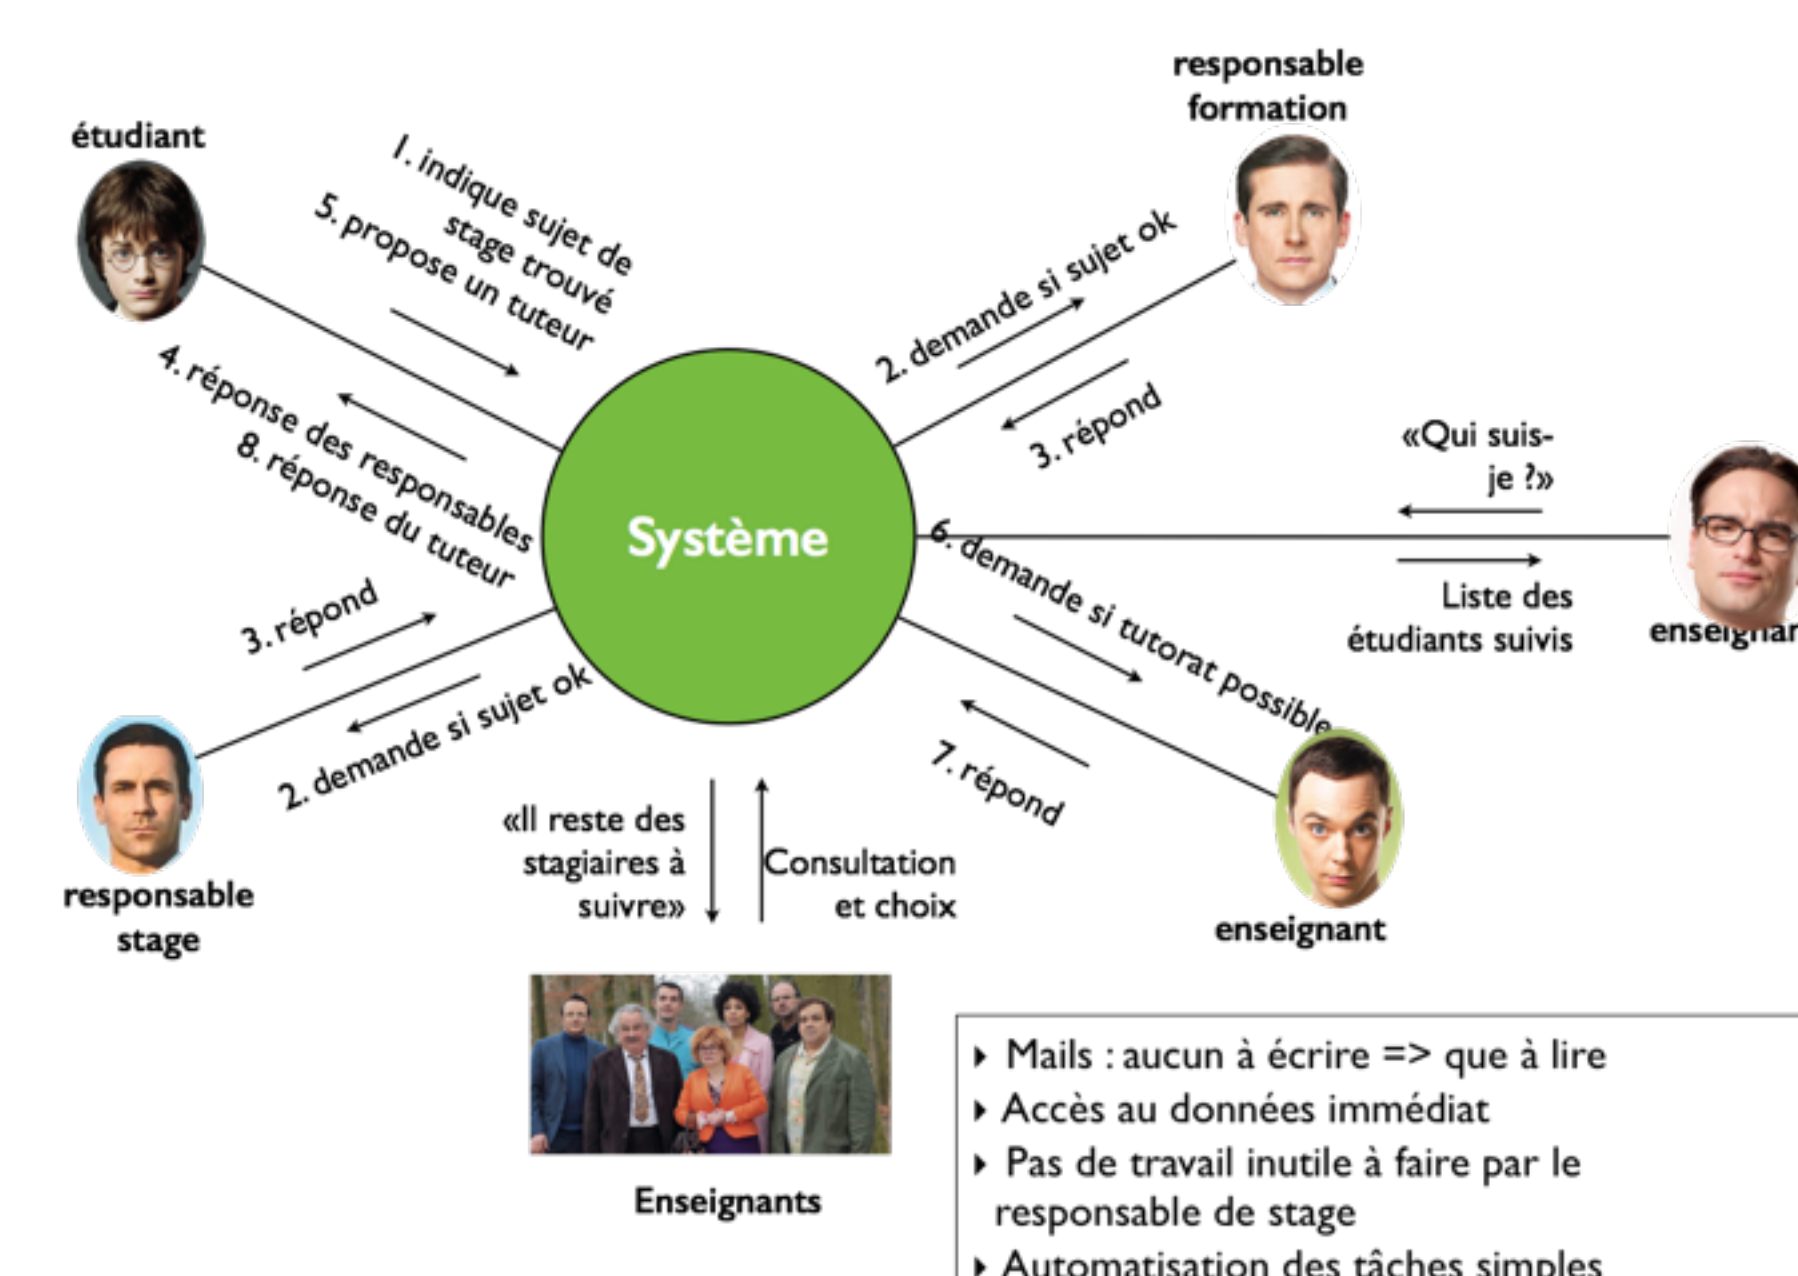 responsable
formation
étudiant
1. indique sujet de
stage trouvé
5. propose un tuteur
2. demande si sujet ok
3. répond
4. réponse des responsables
8. réponse du tuteur
«Qui suis-
je ?»
Système
6. demande si tutorat possible
Liste des
étudiants suivis
3. répond
2. demande si sujet ok
7. répond
«Il reste des
stagiaires à
suivre»
Consultation
et choix
responsable
stage
enseignant
Enseignants
‣ Mails : aucun à écrire => que à lire
‣ Accès au données immédiat
‣ Pas de travail inutile à faire par le
responsable de stage
‣ Automatisation des tâches simples